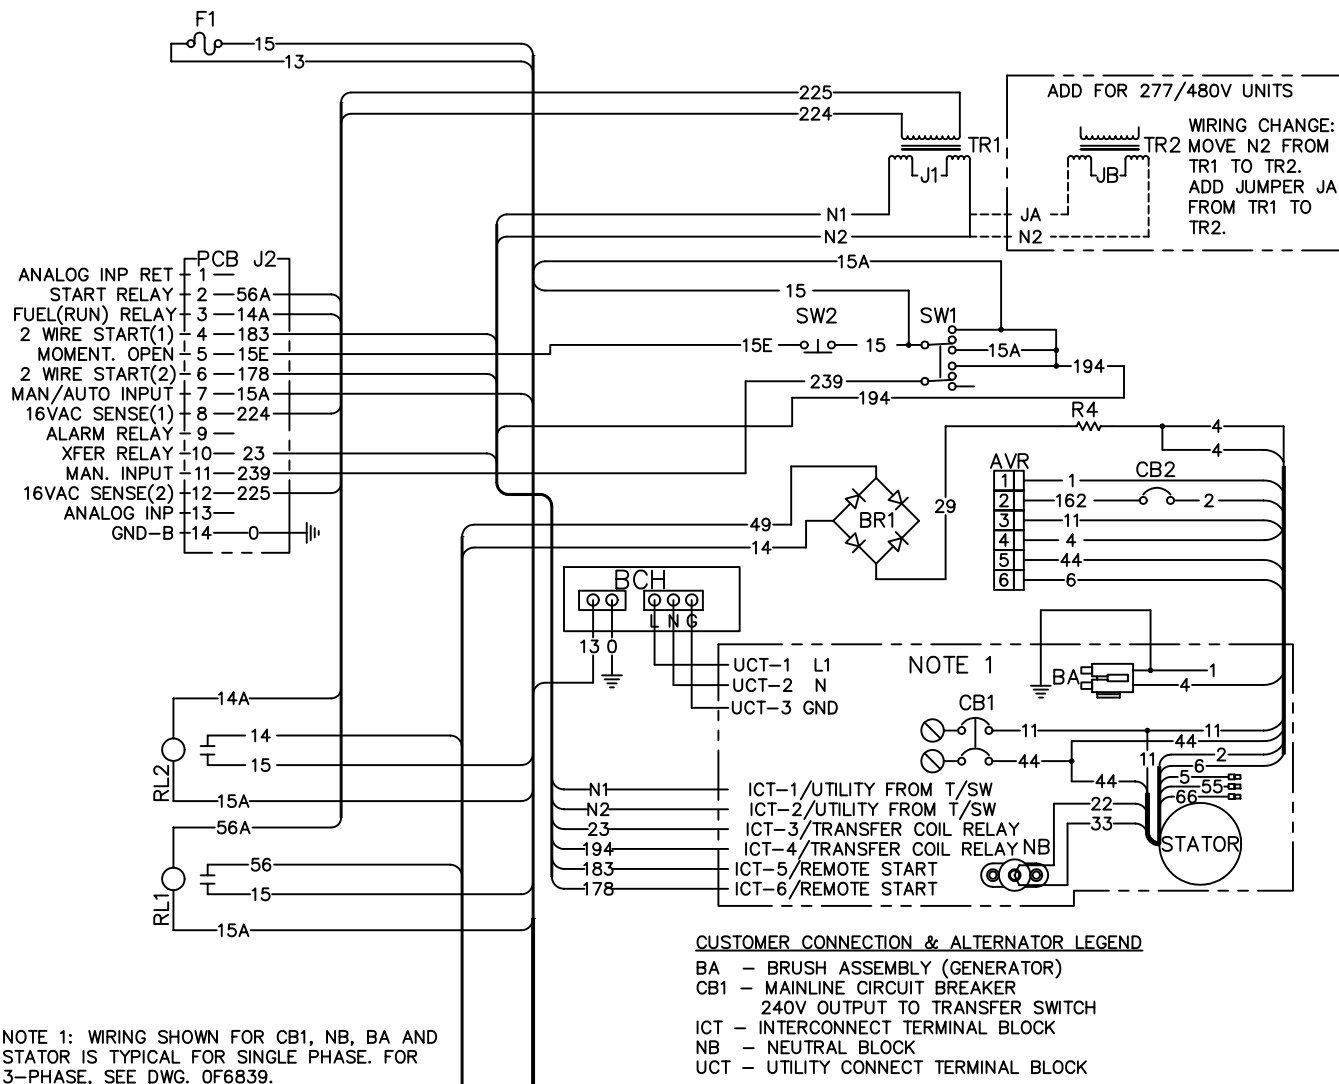 F1
15
13
225
224
TR1
J1
ADD FOR 277/480V UNITS
TR2
JB
WIRING CHANGE:
MOVE N2 FROM
TR1 TO TR2.
ADD JUMPER JA
FROM TR1 TO
TR2.
N1
JA
N2
N2
PCB J2
ANALOG INP RET 1
START RELAY 2 56A
FUEL(RUN) RELAY 3 14A
2 WIRE START(1) 4 183
MOMENT. OPEN 5 15E
2 WIRE START(2) 6 178
MAN/AUTO INPUT 7 15A
16VAC SENSE(1) 8 224
ALARM RELAY 9
XFER RELAY 10 23
MAN. INPUT 11 239
16VAC SENSE(2) 12 225
ANALOG INP 13
GND-B 14 0
15A
15
SW2
SW1
15E
15
15A
194
239
194
R4
4
4
29
49
14
BR1
AVR
CB2
1 1
2 162 2
3 11
4 4
5 44
6 6
BCH
L N G
13 0
UCT-1 L1
UCT-2 N
UCT-3 GND
NOTE 1
BA
1
4
CB1
11
11
44
44
11
2
6
44
5
55
66
22
33
STATOR
NB
14A
14
15
RL2
15A
56A
56
15
RL1
15A
N1 ICT-1/UTILITY FROM T/SW
N2 ICT-2/UTILITY FROM T/SW
23 ICT-3/TRANSFER COIL RELAY
194 ICT-4/TRANSFER COIL RELAY
183 ICT-5/REMOTE START
178 ICT-6/REMOTE START
CUSTOMER CONNECTION & ALTERNATOR LEGEND
BA - BRUSH ASSEMBLY (GENERATOR)
CB1 - MAINLINE CIRCUIT BREAKER
240V OUTPUT TO TRANSFER SWITCH
ICT - INTERCONNECT TERMINAL BLOCK
NB - NEUTRAL BLOCK
UCT - UTILITY CONNECT TERMINAL BLOCK
NOTE 1: WIRING SHOWN FOR CB1, NB, BA AND
STATOR IS TYPICAL FOR SINGLE PHASE. FOR
3-PHASE, SEE DWG. 0F6839.